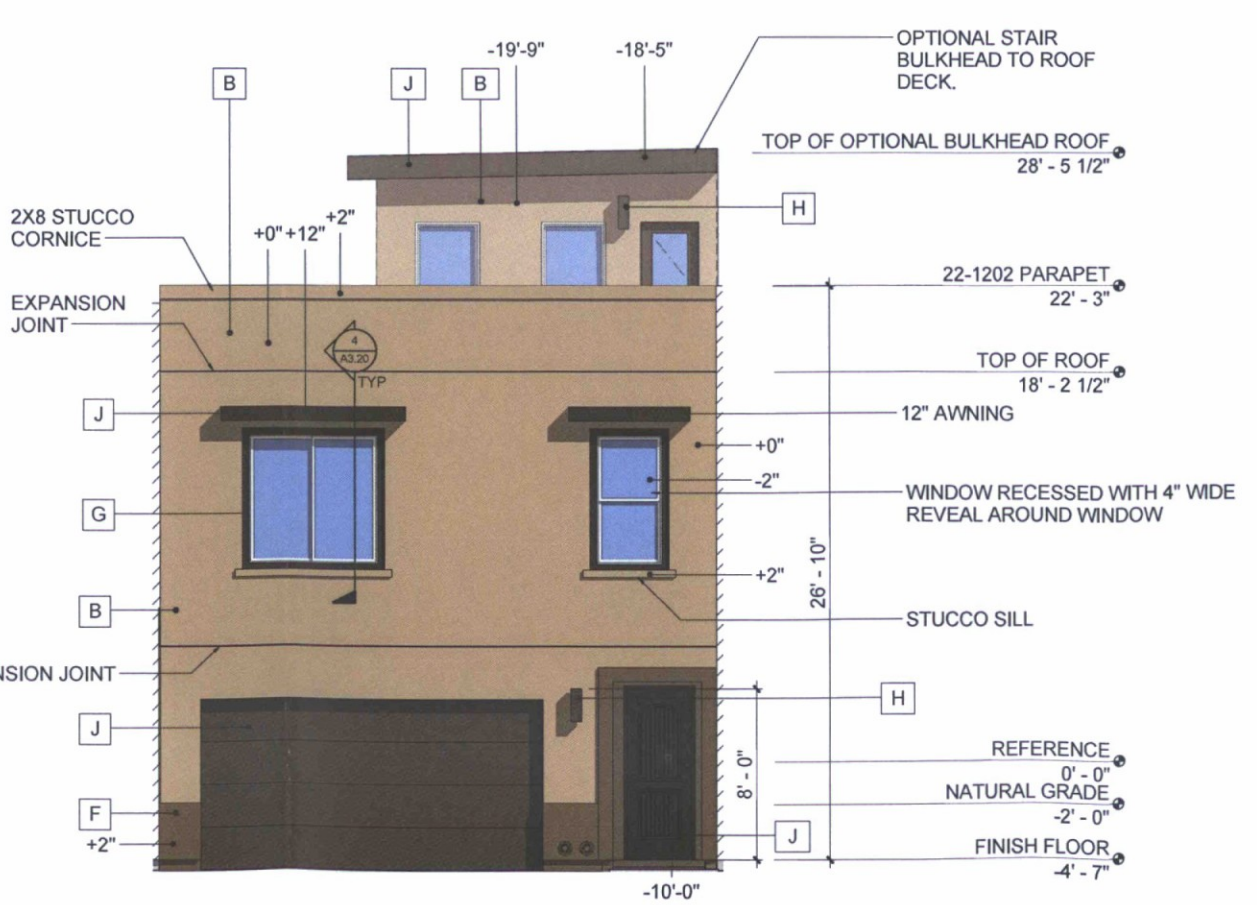 OPTIONAL STAIR
BULKHEAD TO ROOF
DECK.
-19'-9"
-18'-5"
B
J
B
TOP OF OPTIONAL BULKHEAD ROOF
28' - 5 1/2"
H
2X8 STUCCO
CORNICE
+0"
+12"
+2"
22-1202 PARAPET
22' - 3"
EXPANSION
JOINT
4
A3.20
TYP
TOP OF ROOF
18' - 2 1/2"
J
12" AWNING
+0"
-2"
G
WINDOW RECESSED WITH 4" WIDE
REVEAL AROUND WINDOW
26' - 10"
+2"
B
STUCCO SILL
NSION JOINT
H
J
8' - 0"
REFERENCE
0' - 0"
NATURAL GRADE
-2' - 0"
F
+2"
J
FINISH FLOOR
-4' - 7"
-10'-0"